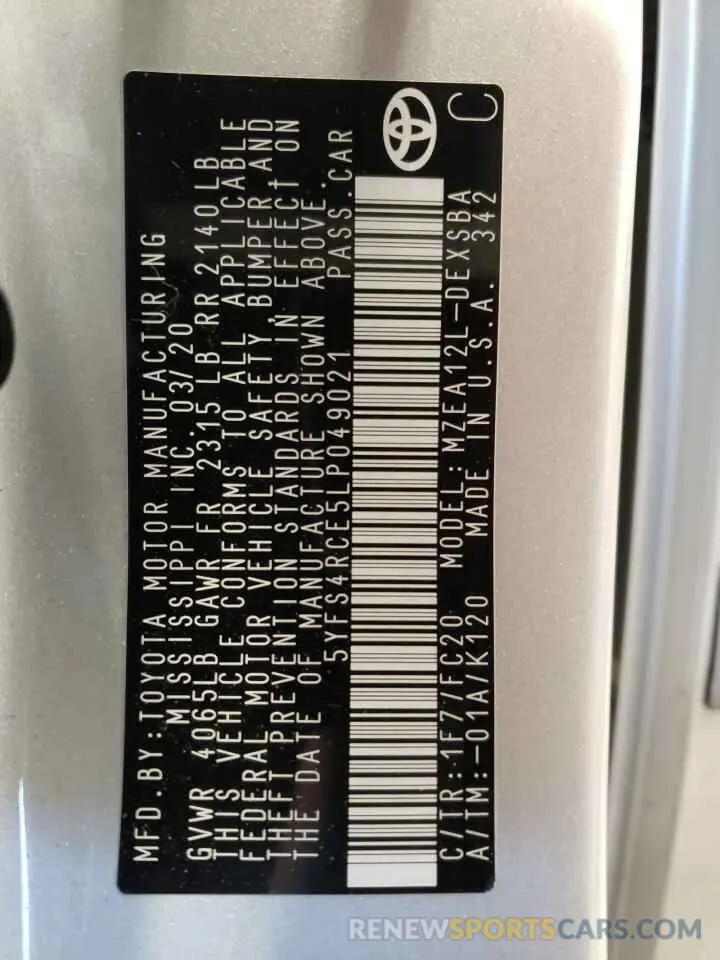 MFD.BY:TOYOTA MOTOR MANUFACTURING
MISSISSIPPI INC.03/20
GVWR 4065LB GAWR FR 2315 LB RR 2140LB
THIS VEHICLE CONFORMS TO ALL APPLICABLE
FEDERAL MOTOR VEHICLE SAFETY, BUMPER,AND
THEFT PREVENTION STANDARDS IN EFFECT ON
THE DATE OF MANUFACTURE SHOWN ABOVE.
5YFS4RCE5LP049021 PASS.CAR
C/TR:1F7/FC20 MODEL:MZEA12L-DEXSBA
A/TM:-01A/K120 MADE IN U.S.A. 342
C
RENEWSPORTSCARS.COM